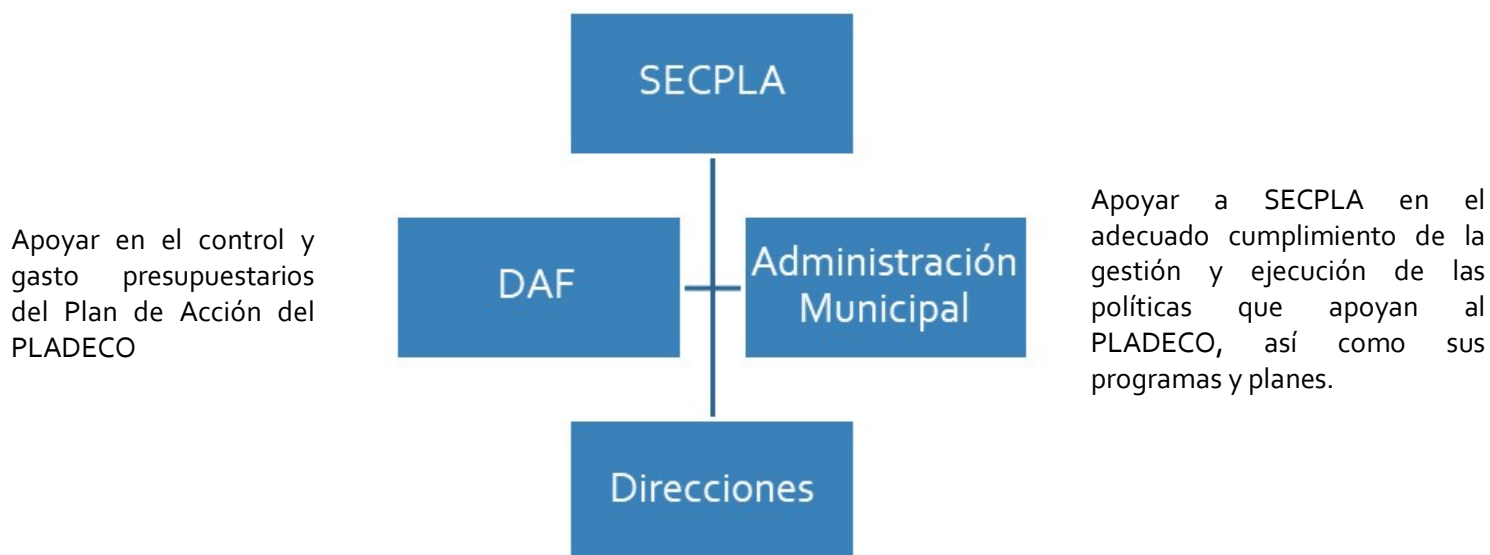 SECPLA
Apoyar en el control y
gasto presupuestarios
del Plan de Acción del
PLADECO
DAF
Administración
Municipal
Apoyar a SECPLA en el
adecuado cumplimiento de la
gestión y ejecución de las
políticas que apoyan al
PLADECO, así como sus
programas y planes.
Direcciones